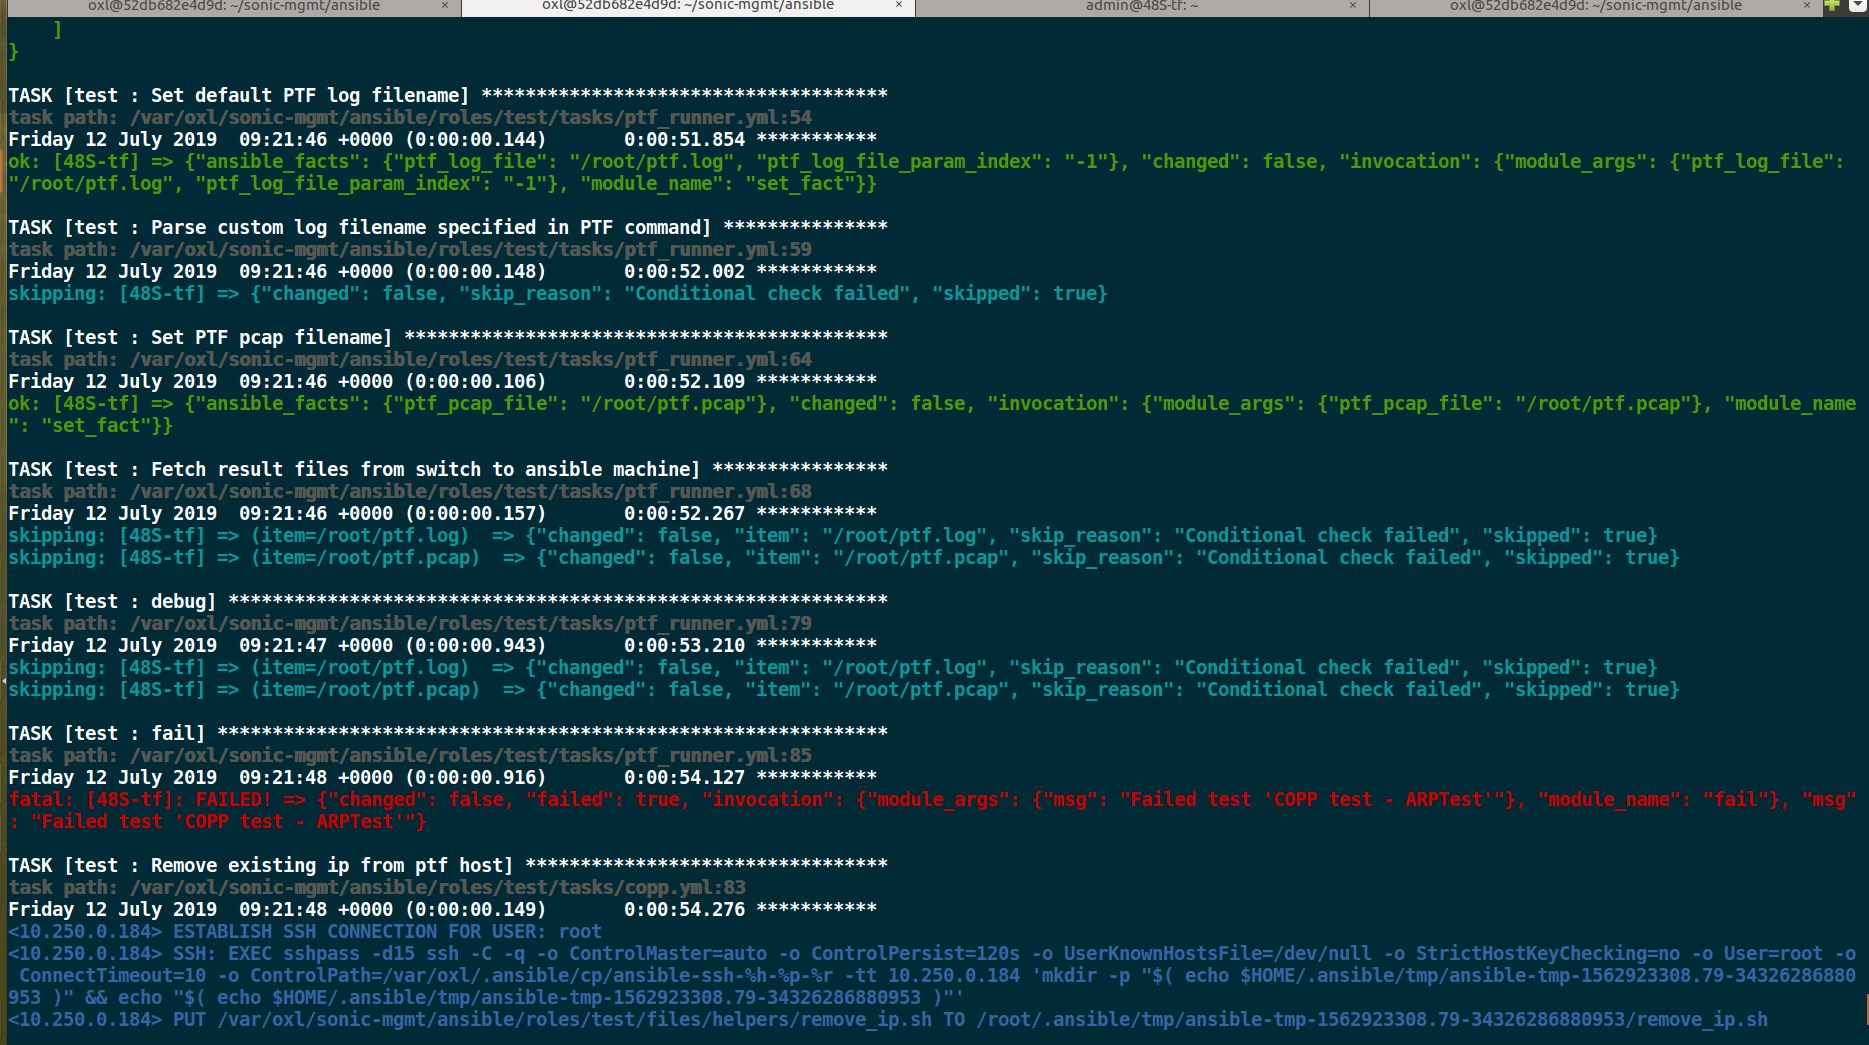 oxl@52db682e4d9d: ~/sonic-mgmt/ansible × oxl@52db682e4d9d: ~/sonic-mgmt/ansible × admin@48S-tf: ~ × oxl@52db682e4d9d: ~/sonic-mgmt/ansible ×
    ]
}
TASK [test : Set default PTF log filename] *************************************
task path: /var/oxl/sonic-mgmt/ansible/roles/test/tasks/ptf_runner.yml:54
Friday 12 July 2019  09:21:46 +0000 (0:00:00.144)       0:00:51.854 ***********
ok: [48S-tf] => {"ansible_facts": {"ptf_log_file": "/root/ptf.log", "ptf_log_file_param_index": "-1"}, "changed": false, "invocation": {"module_args": {"ptf_log_file":
"/root/ptf.log", "ptf_log_file_param_index": "-1"}, "module_name": "set_fact"}}
TASK [test : Parse custom log filename specified in PTF command] ***************
task path: /var/oxl/sonic-mgmt/ansible/roles/test/tasks/ptf_runner.yml:59
Friday 12 July 2019  09:21:46 +0000 (0:00:00.148)       0:00:52.002 ***********
skipping: [48S-tf] => {"changed": false, "skip_reason": "Conditional check failed", "skipped": true}
TASK [test : Set PTF pcap filename] ********************************************
task path: /var/oxl/sonic-mgmt/ansible/roles/test/tasks/ptf_runner.yml:64
Friday 12 July 2019  09:21:46 +0000 (0:00:00.106)       0:00:52.109 ***********
ok: [48S-tf] => {"ansible_facts": {"ptf_pcap_file": "/root/ptf.pcap"}, "changed": false, "invocation": {"module_args": {"ptf_pcap_file": "/root/ptf.pcap"}, "module_name
": "set_fact"}}
TASK [test : Fetch result files from switch to ansible machine] ****************
task path: /var/oxl/sonic-mgmt/ansible/roles/test/tasks/ptf_runner.yml:68
Friday 12 July 2019  09:21:46 +0000 (0:00:00.157)       0:00:52.267 ***********
skipping: [48S-tf] => (item=/root/ptf.log)  => {"changed": false, "item": "/root/ptf.log", "skip_reason": "Conditional check failed", "skipped": true}
skipping: [48S-tf] => (item=/root/ptf.pcap)  => {"changed": false, "item": "/root/ptf.pcap", "skip_reason": "Conditional check failed", "skipped": true}
TASK [test : debug] ************************************************************
task path: /var/oxl/sonic-mgmt/ansible/roles/test/tasks/ptf_runner.yml:79
Friday 12 July 2019  09:21:47 +0000 (0:00:00.943)       0:00:53.210 ***********
skipping: [48S-tf] => (item=/root/ptf.log)  => {"changed": false, "item": "/root/ptf.log", "skip_reason": "Conditional check failed", "skipped": true}
skipping: [48S-tf] => (item=/root/ptf.pcap)  => {"changed": false, "item": "/root/ptf.pcap", "skip_reason": "Conditional check failed", "skipped": true}
TASK [test : fail] *************************************************************
task path: /var/oxl/sonic-mgmt/ansible/roles/test/tasks/ptf_runner.yml:85
Friday 12 July 2019  09:21:48 +0000 (0:00:00.916)       0:00:54.127 ***********
fatal: [48S-tf]: FAILED! => {"changed": false, "failed": true, "invocation": {"module_args": {"msg": "Failed test 'COPP test - ARPTest'"}, "module_name": "fail"}, "msg"
: "Failed test 'COPP test - ARPTest'"}
TASK [test : Remove existing ip from ptf host] *********************************
task path: /var/oxl/sonic-mgmt/ansible/roles/test/tasks/copp.yml:83
Friday 12 July 2019  09:21:48 +0000 (0:00:00.149)       0:00:54.276 ***********
<10.250.0.184> ESTABLISH SSH CONNECTION FOR USER: root
<10.250.0.184> SSH: EXEC sshpass -d15 ssh -C -q -o ControlMaster=auto -o ControlPersist=120s -o UserKnownHostsFile=/dev/null -o StrictHostKeyChecking=no -o User=root -o
 ConnectTimeout=10 -o ControlPath=/var/oxl/.ansible/cp/ansible-ssh-%h-%p-%r -tt 10.250.0.184 'mkdir -p "$( echo $HOME/.ansible/tmp/ansible-tmp-1562923308.79-34326286880
953 )" && echo "$( echo $HOME/.ansible/tmp/ansible-tmp-1562923308.79-34326286880953 )"'
<10.250.0.184> PUT /var/oxl/sonic-mgmt/ansible/roles/test/files/helpers/remove_ip.sh TO /root/.ansible/tmp/ansible-tmp-1562923308.79-34326286880953/remove_ip.sh